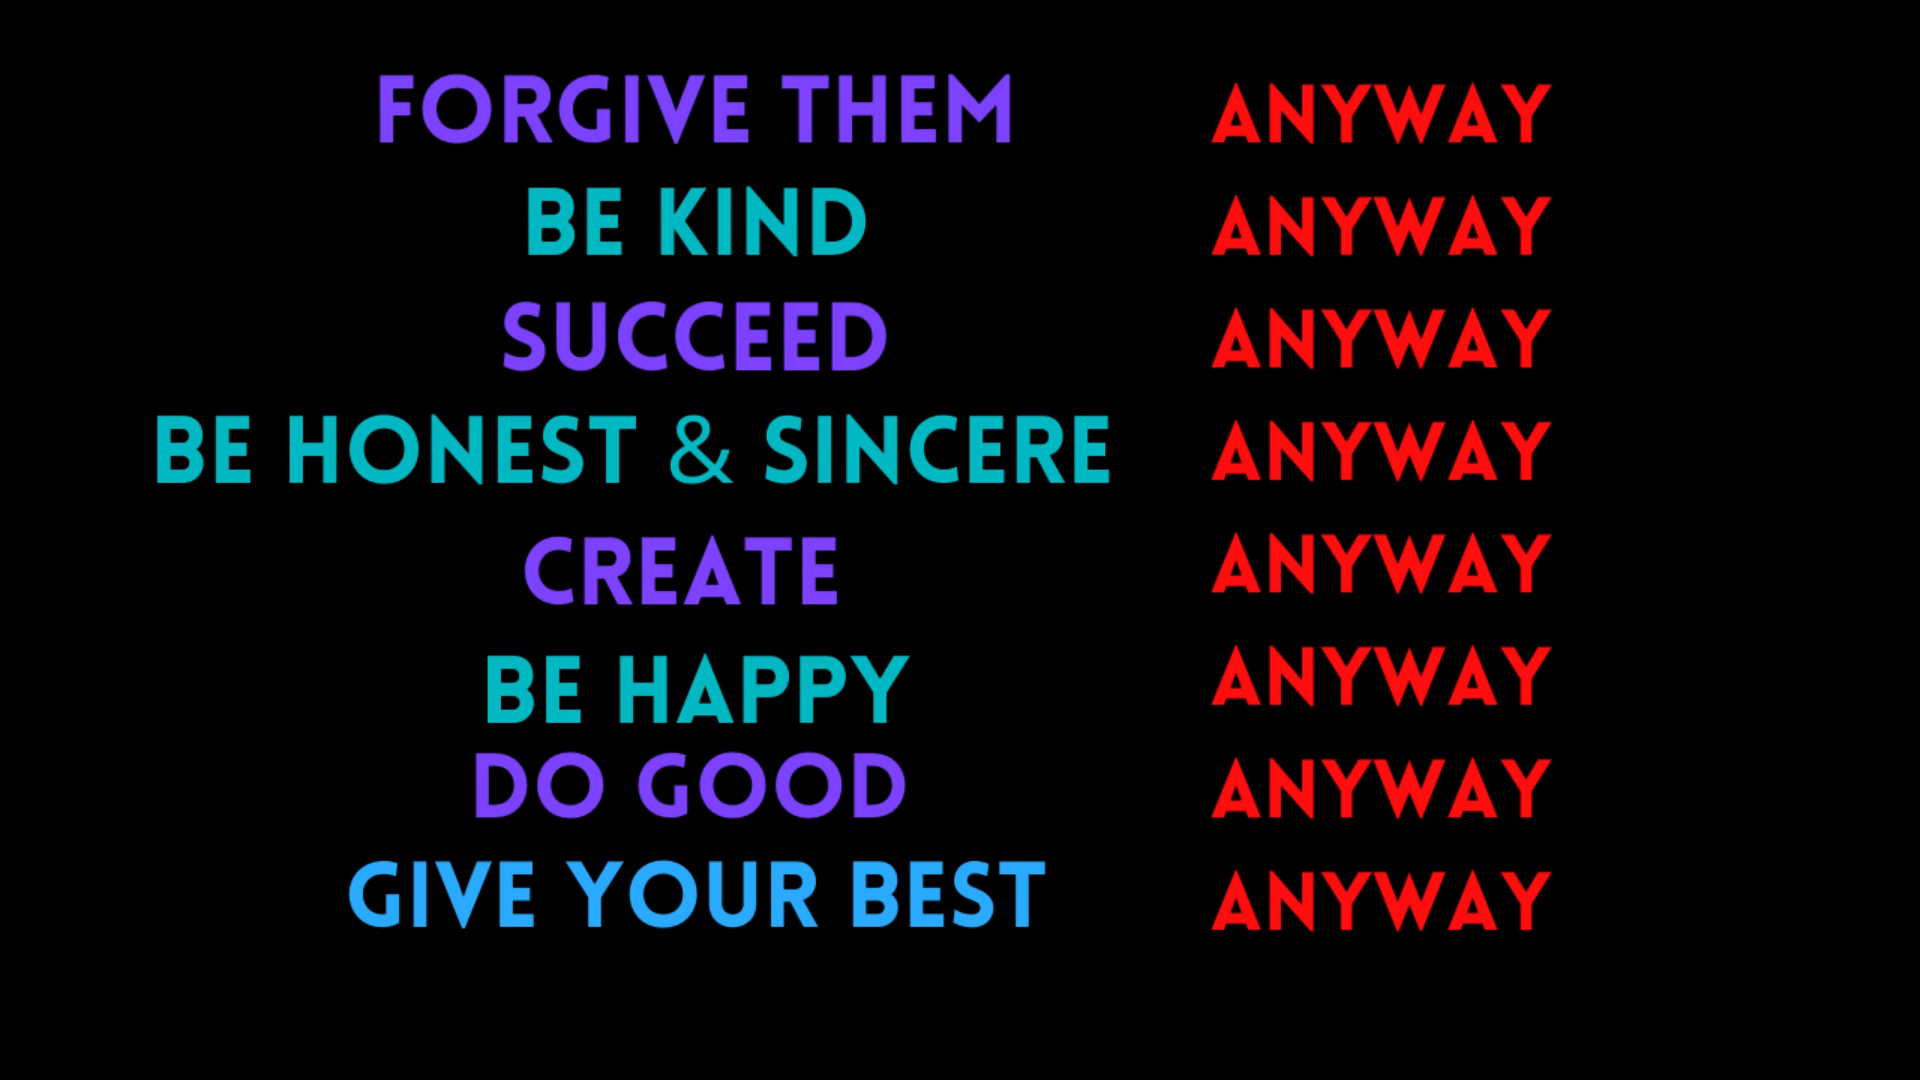 FORGIVE THEM ANYWAY
BE KIND ANYWAY
SUCCEED ANYWAY
BE HONEST & SINCERE ANYWAY
CREATE ANYWAY
BE HAPPY ANYWAY
DO GOOD ANYWAY
GIVE YOUR BEST ANYWAY